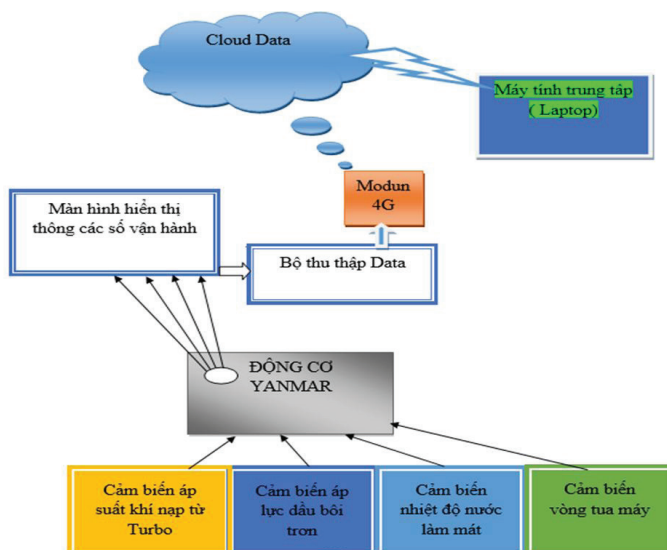 Cloud Data
Máy tính trung tâp
( Laptop)
Modun
4G
Màn hình hiển thị
thông các số vận hành
Bộ thu thập Data
ĐỘNG CƠ
YANMAR
Cảm biến áp
suất khí nạp từ
Turbo
Cảm biến áp
lực dầu bôi
trơn
Cảm biến
nhiệt độ nước
làm mát
Cảm biến
vòng tua máy